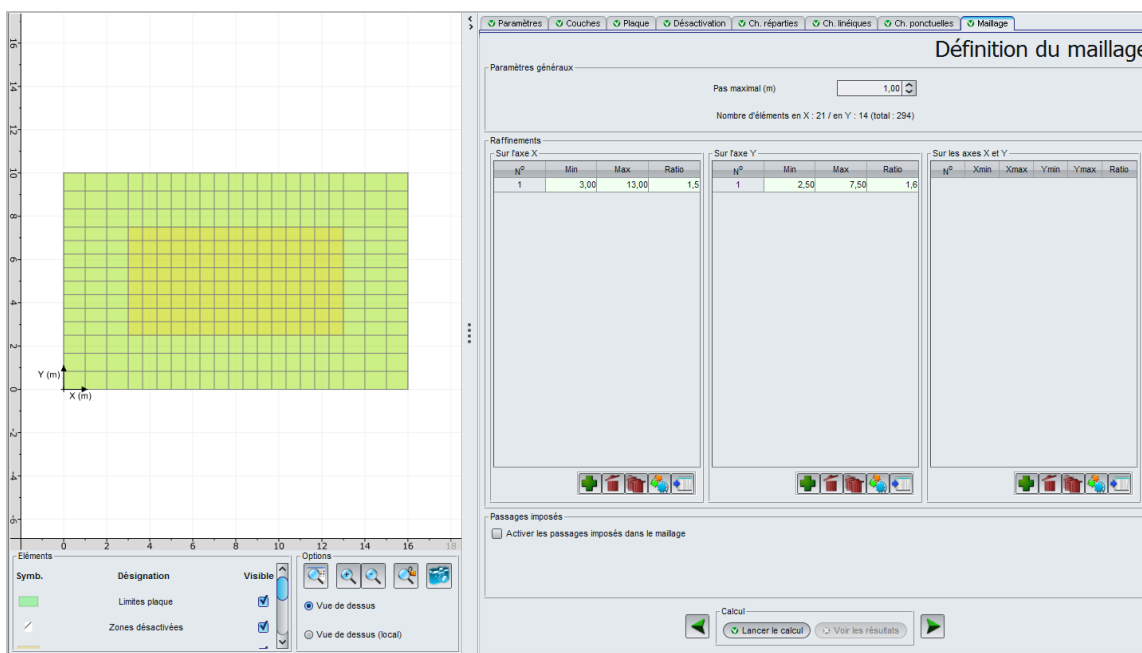 Paramètres Couches Plaque Désactivation Ch. réparties Ch. linéiques Ch. ponctuelles Maillage
Définition du maillage
Paramètres généraux
Pas maximal (m) 1,00
Nombre d'éléments en X : 21 / en Y : 14 (total : 294)
Raffinements
Sur l'axe X
N° Min Max Ratio
1 3,00 13,00 1,5
Sur l'axe Y
N° Min Max Ratio
1 2,50 7,50 1,6
Sur les axes X et Y
N° Xmin Xmax Ymin Ymax Ratio
Passages imposés
Activer les passages imposés dans le maillage
Calcul
Lancer le calcul Voir les résultats
16
14
12
10
8
6
4
2
0
-2
-4
-6
Y (m)
X (m)
0 2 4 6 8 10 12 14 16 18
Eléments
Symb. Désignation Visible
Limites plaque
Zones désactivées
Options
Vue de dessus
Vue de dessus (local)